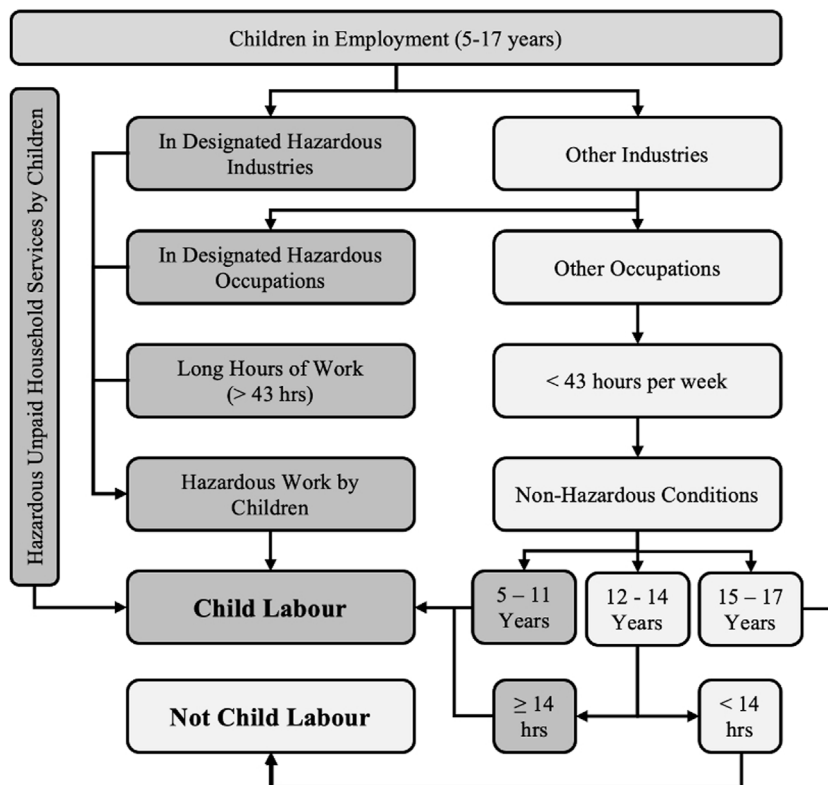 Children in Employment (5-17 years)
Hazardous Unpaid Household Services by Children
In Designated Hazardous
Industries
Other Industries
In Designated Hazardous
Occupations
Other Occupations
Long Hours of Work
(> 43 hrs)
< 43 hours per week
Hazardous Work by
Children
Non-Hazardous Conditions
Child Labour
5 – 11
Years
12 - 14
Years
15 – 17
Years
Not Child Labour
≥ 14
hrs
< 14
hrs